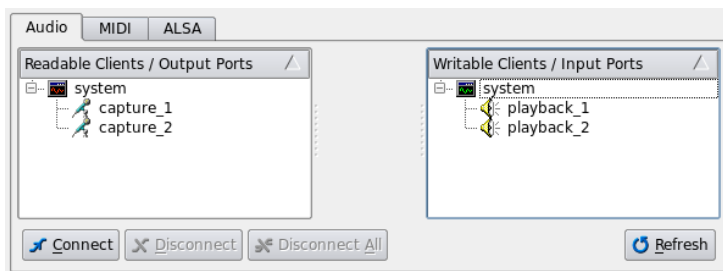 Audio MIDI ALSA
Readable Clients / Output Ports
system
capture_1
capture_2
Writable Clients / Input Ports
system
playback_1
playback_2
Connect Disconnect Disconnect All Refresh